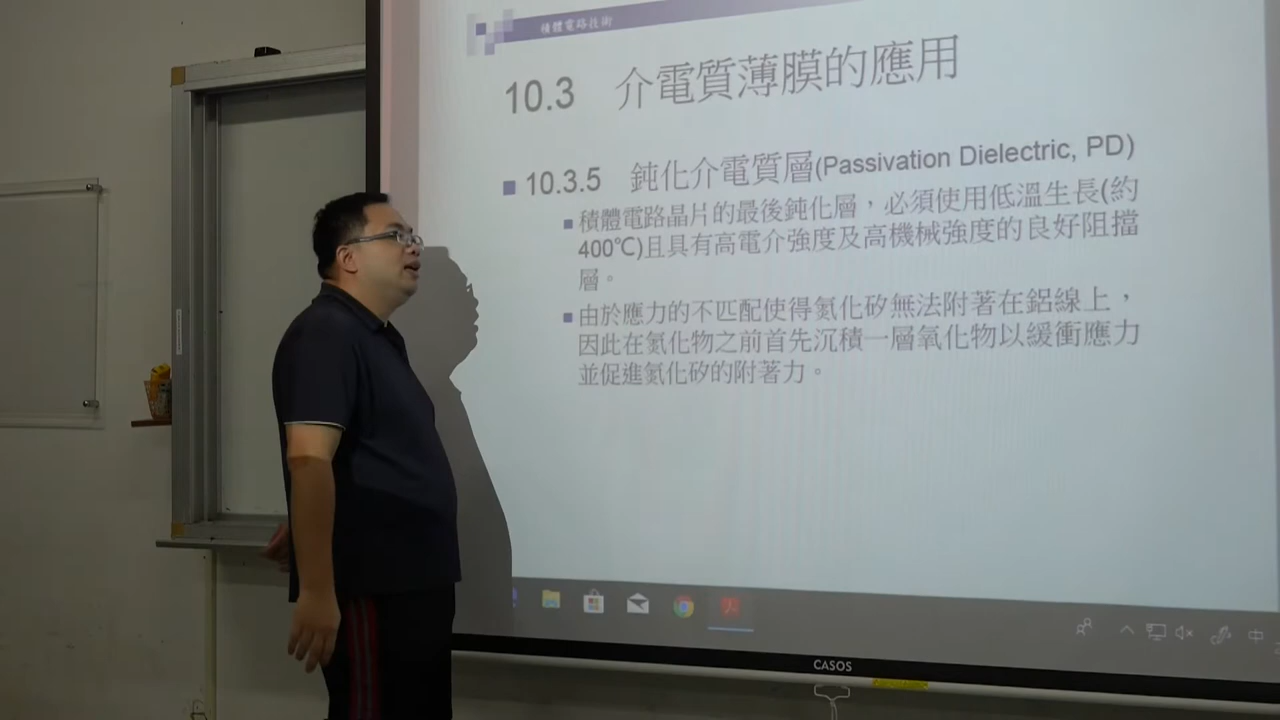 積體電路技術
10.3 介電質薄膜的應用
10.3.5 鈍化介電質層(Passivation Dielectric, PD)
積體電路晶片的最後鈍化層，必須使用低溫生長(約
400℃)且具有高電介強度及高機械強度的良好阻擋
層。
由於應力的不匹配使得氮化矽無法附著在鋁線上，
因此在氮化物之前首先沉積一層氧化物以緩衝應力
並促進氮化矽的附著力。
中
CASOS